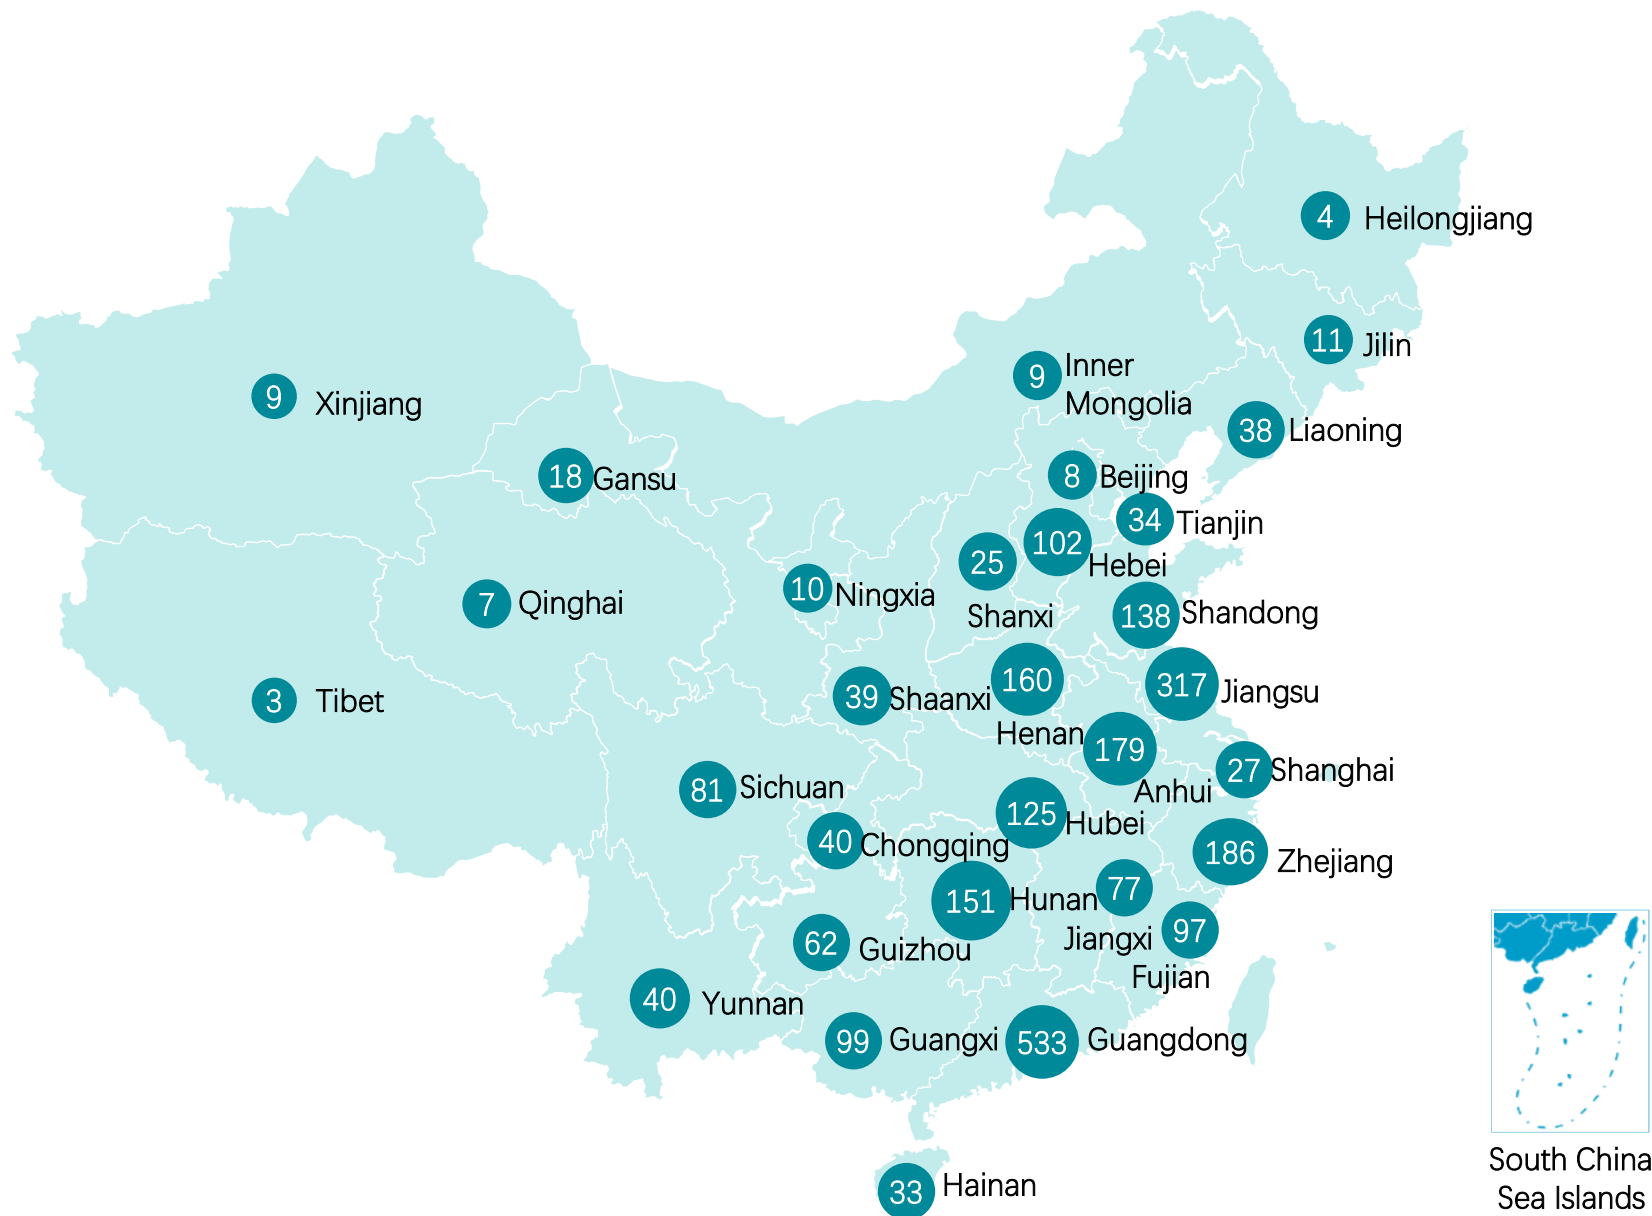 4 Heilongjiang
11 Jilin
9 Inner
Mongolia
9 Xinjiang
38 Liaoning
18 Gansu
8 Beijing
34 Tianjin
102 Hebei
25
Shanxi
10 Ningxia
7 Qinghai
138 Shandong
3 Tibet
39 Shaanxi
160
Henan
317 Jiangsu
179
Anhui
27 Shanghai
81 Sichuan
125 Hubei
40 Chongqing
186 Zhejiang
151 Hunan
77
Jiangxi
97
Fujian
62 Guizhou
40 Yunnan
99 Guangxi
533 Guangdong
33 Hainan
South China
Sea Islands